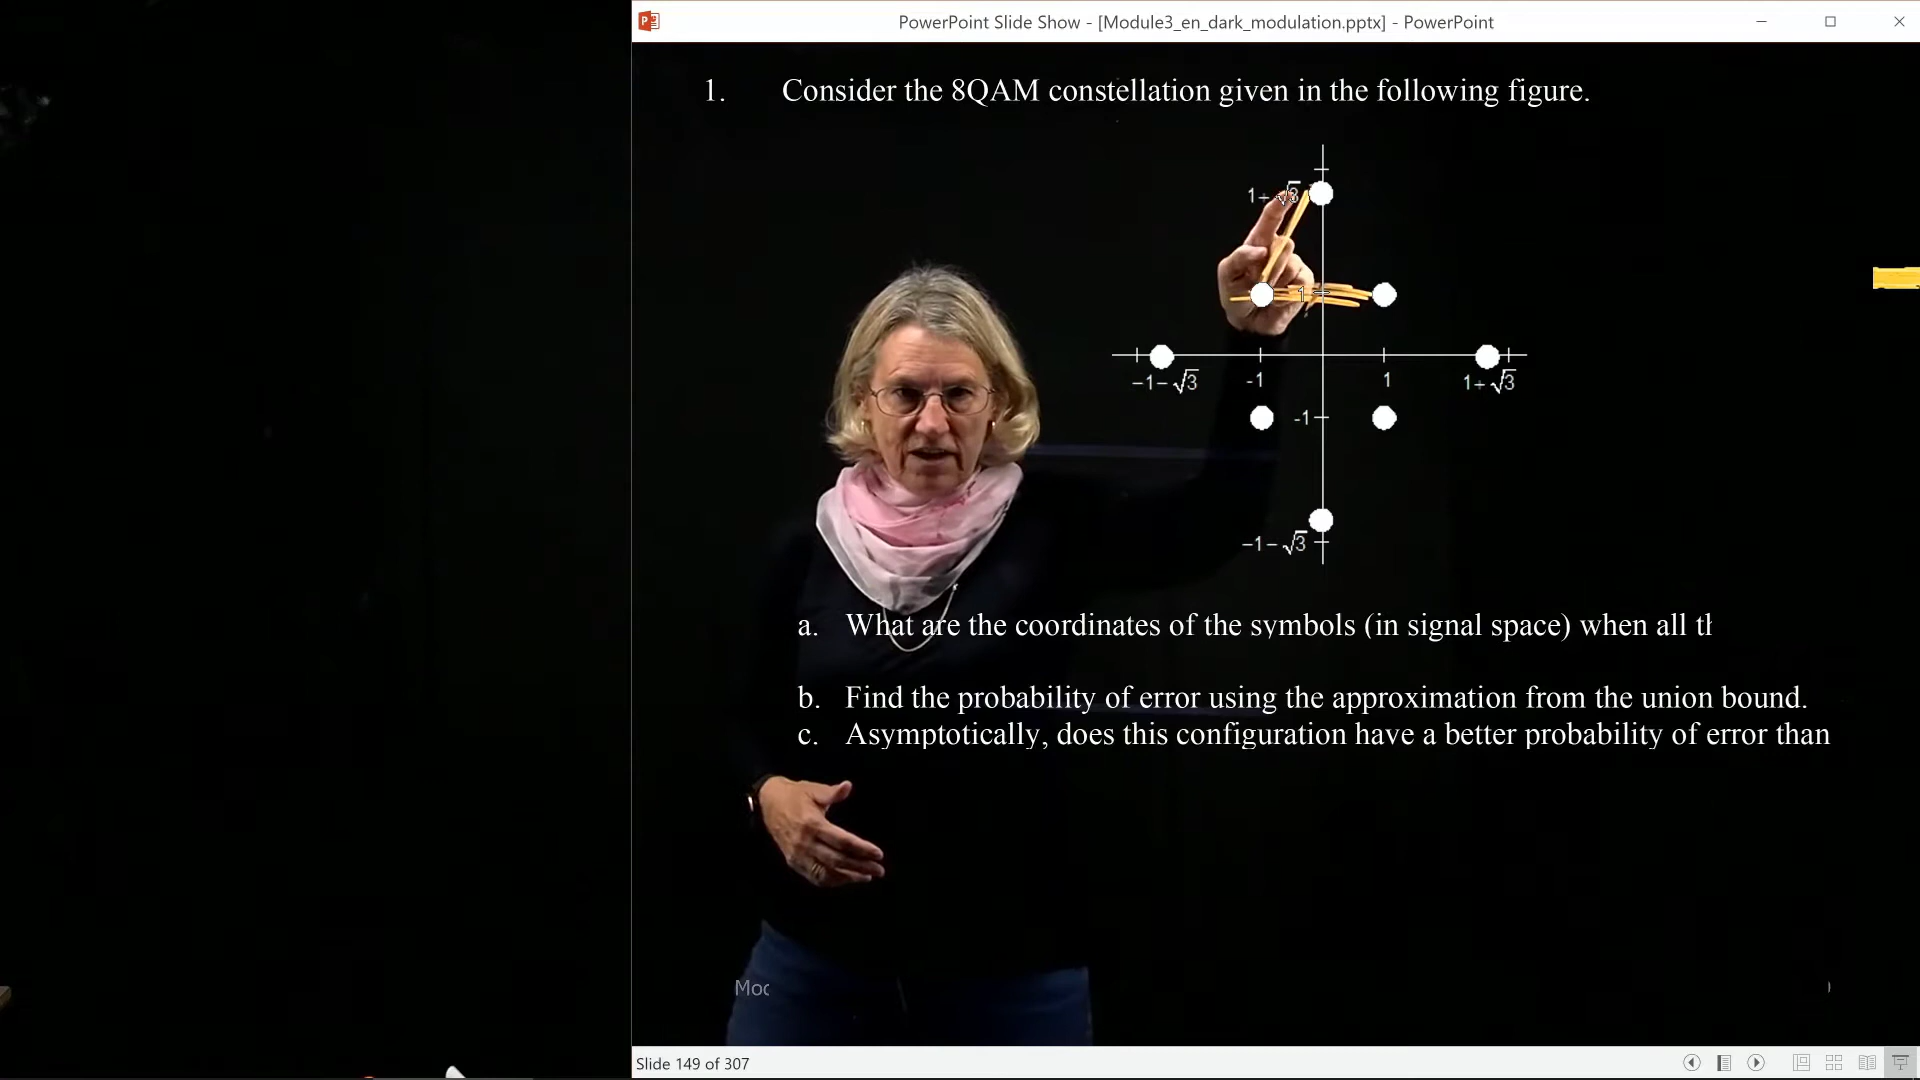 PowerPoint Slide Show - [Module3_en_dark_modulation.pptx] - PowerPoint
1. Consider the 8QAM constellation given in the following figure.
1+√3
1
−1−√3
-1
1
1+√3
-1
−1−√3
a. What are the coordinates of the symbols (in signal space) when all
b. Find the probability of error using the approximation from the union bound.
c. Asymptotically, does this configuration have a better probability of error than
Slide 149 of 307